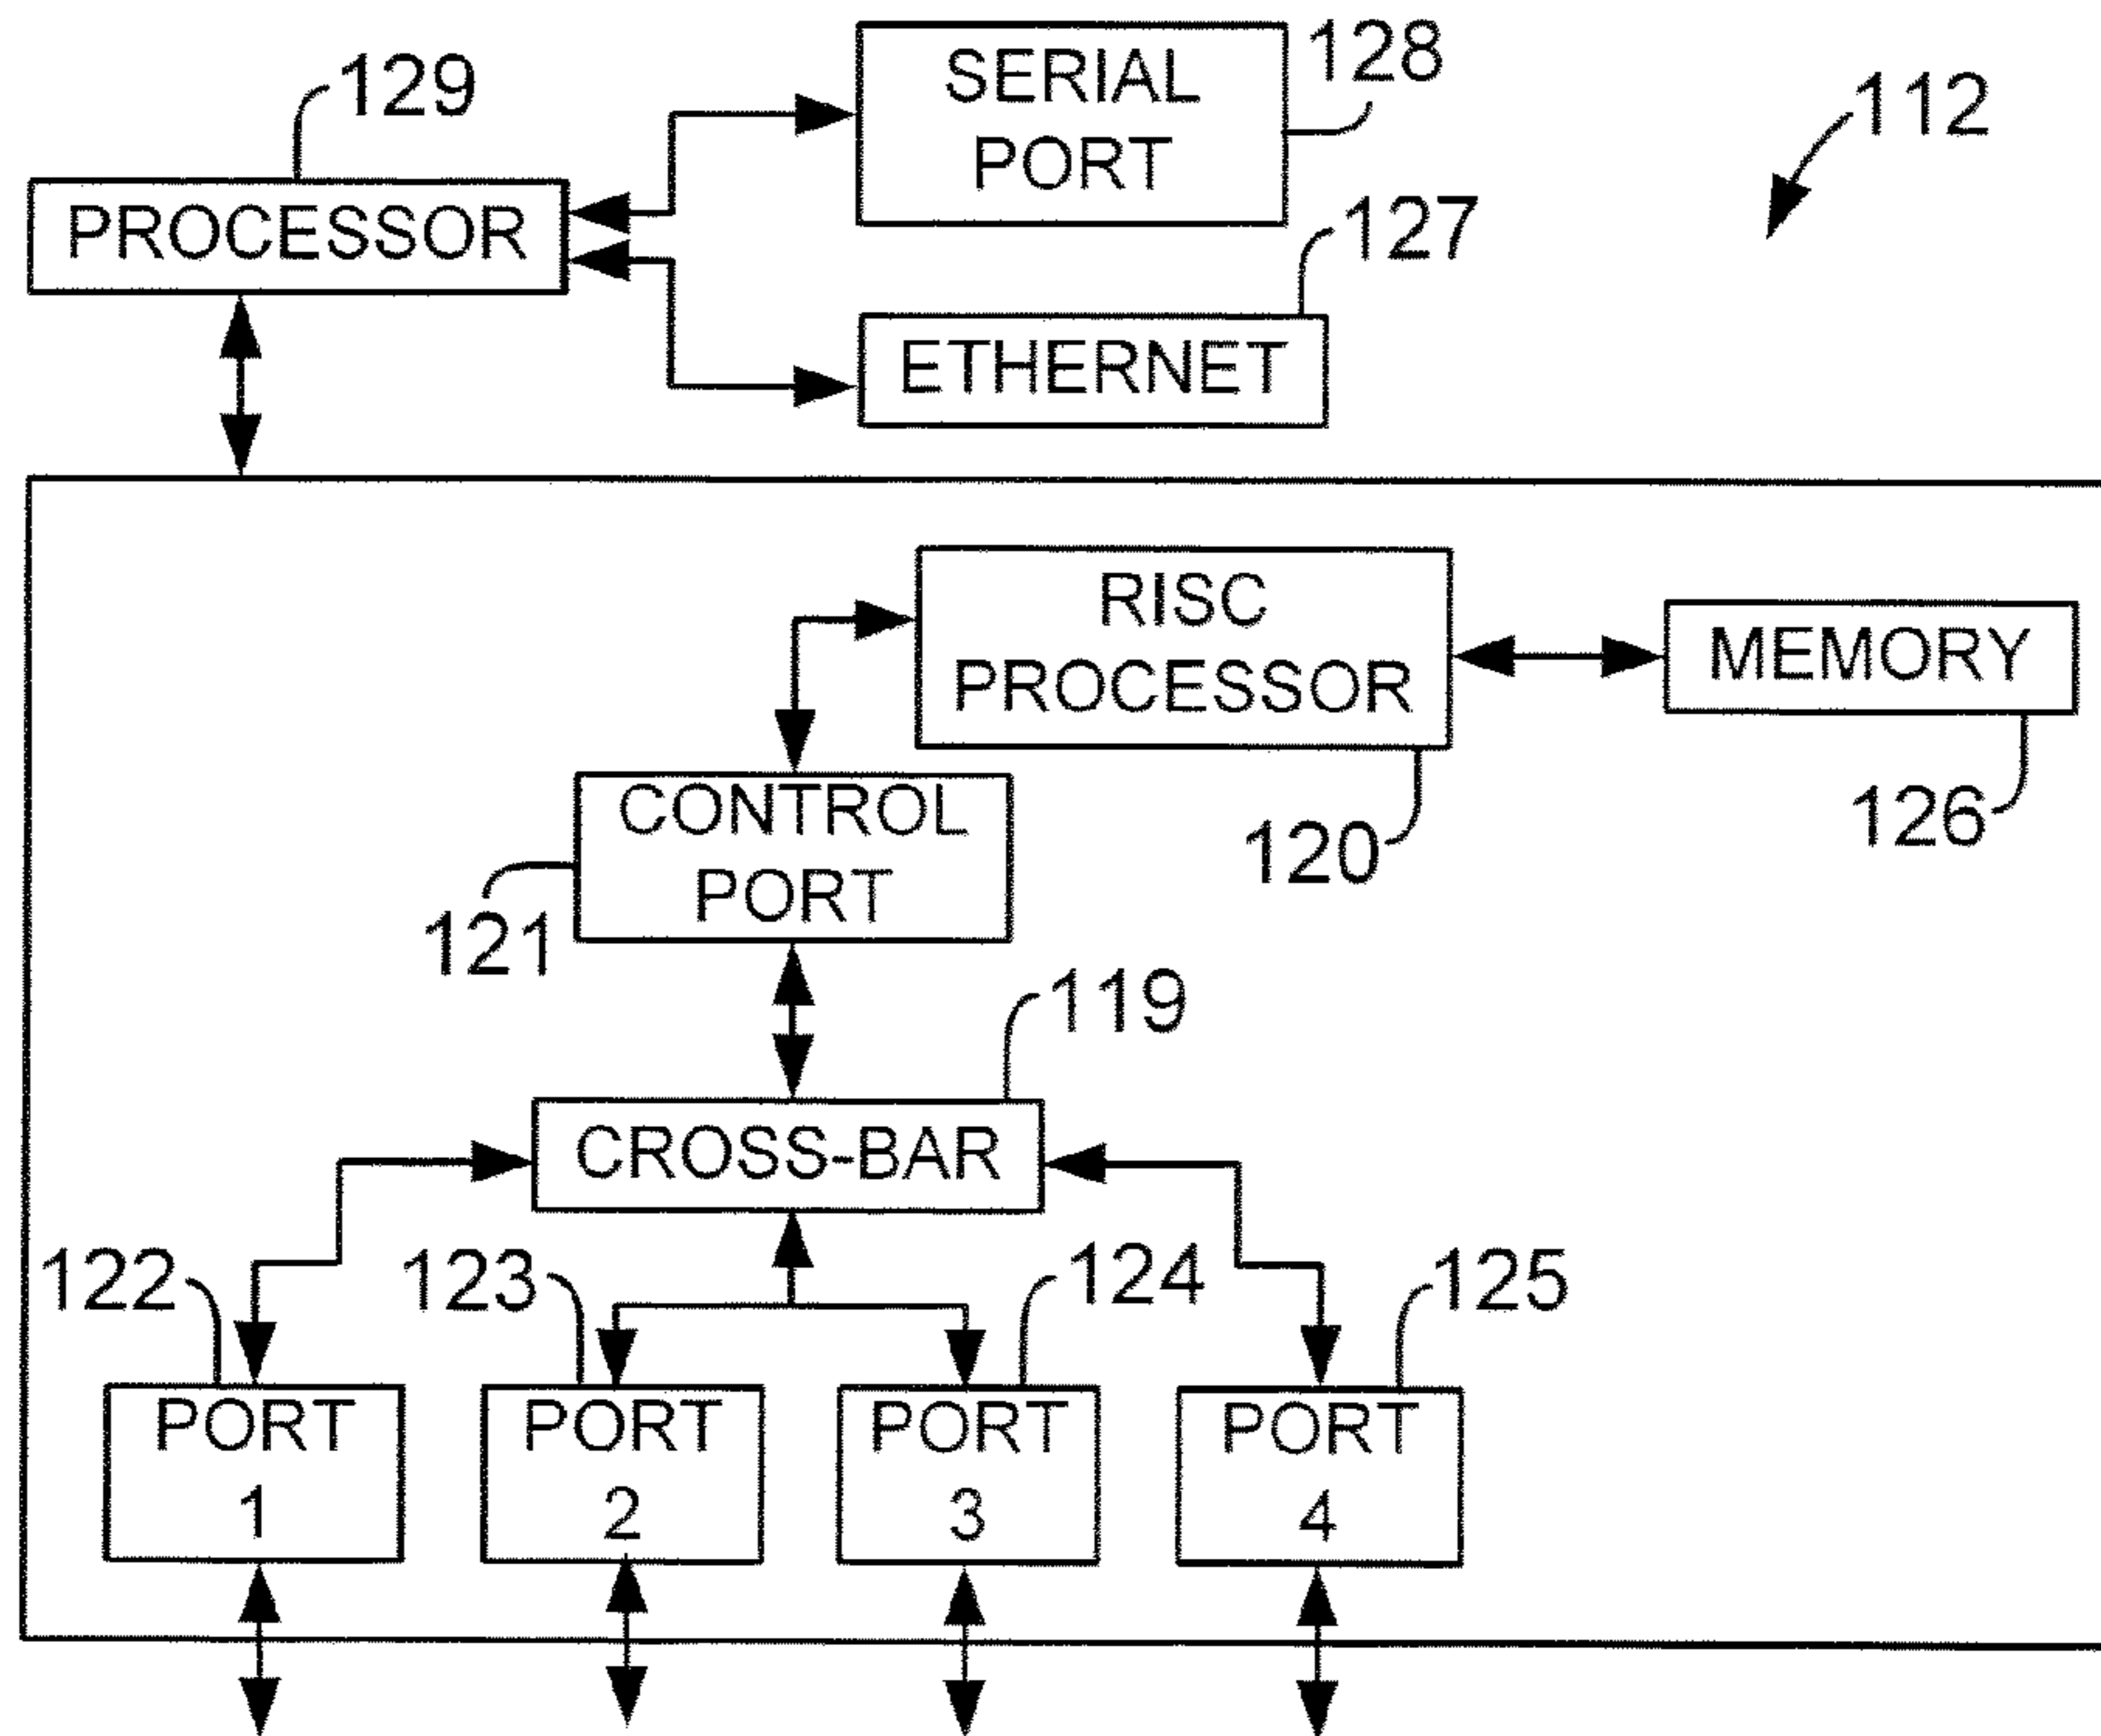 129
SERIAL
PORT
128
112
PROCESSOR
127
ETHERNET
RISC
PROCESSOR
MEMORY
CONTROL
PORT
120
126
121
119
CROSS-BAR
122
123
124
125
PORT
1
PORT
2
PORT
3
PORT
4